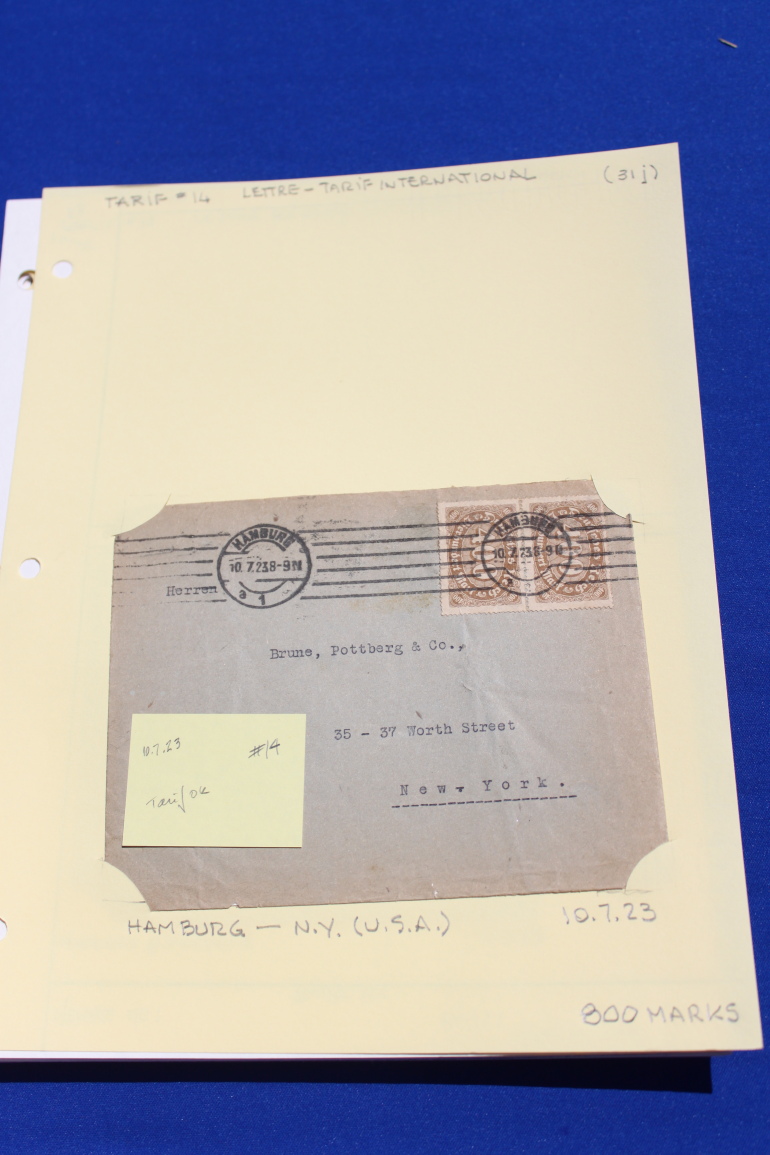 TARIF #14 LETTRE - TARIF INTERNATIONAL (31j)
HAMBURG
10.7.23.8-9N
a 1
HAMBURG
10.7.23.8-9N
Herren
Brune, Pottberg & Co.,
35 - 37 Worth Street
New York.
10.7.23 #14
Tarif OK
HAMBURG — N.Y. (U.S.A.) 10.7.23
800 MARKS